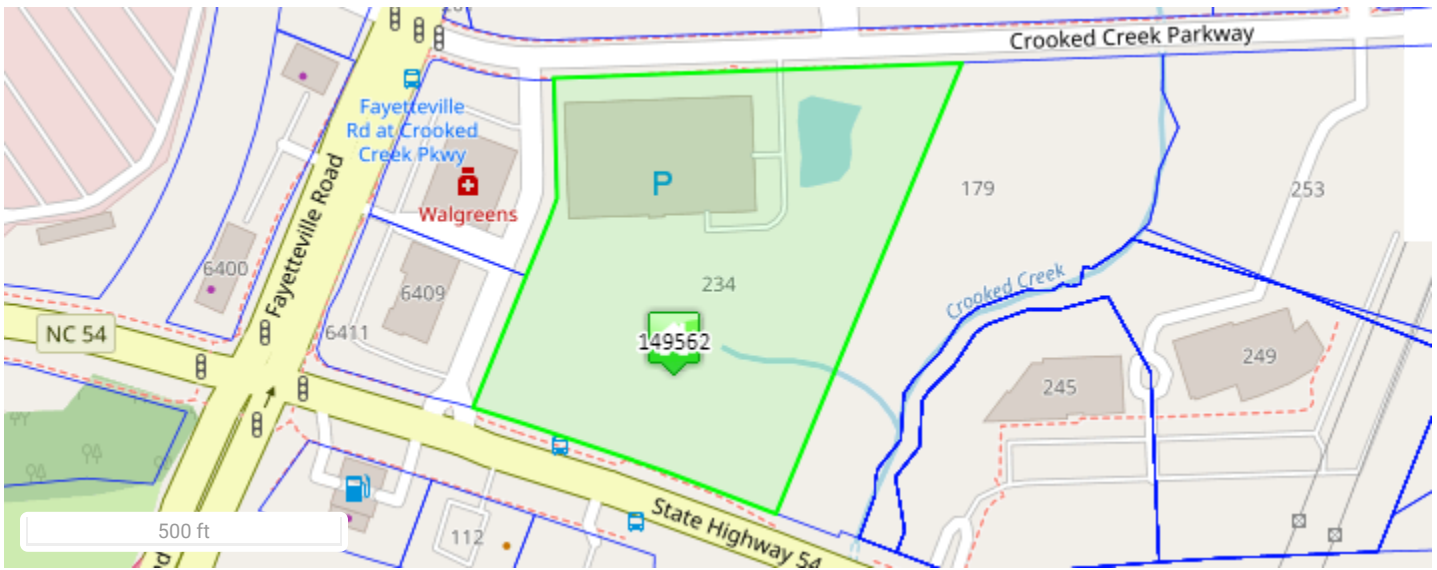 Crooked Creek Parkway
Fayetteville
Rd at Crooked
Creek Pkwy
P
Walgreens
179
253
Fayetteville Road
6400
234
6409
Crooked Creek
6411
NC 54
149562
249
245
500 ft
112
State Highway 54